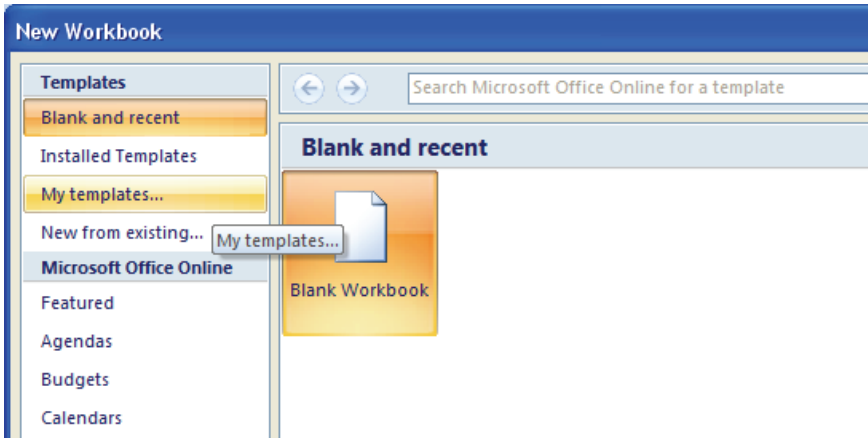 New Workbook
Templates
Blank and recent
Installed Templates
My templates...
New from existing...
My templates...
Microsoft Office Online
Featured
Agendas
Budgets
Calendars
Search Microsoft Office Online for a template
Blank and recent
Blank Workbook